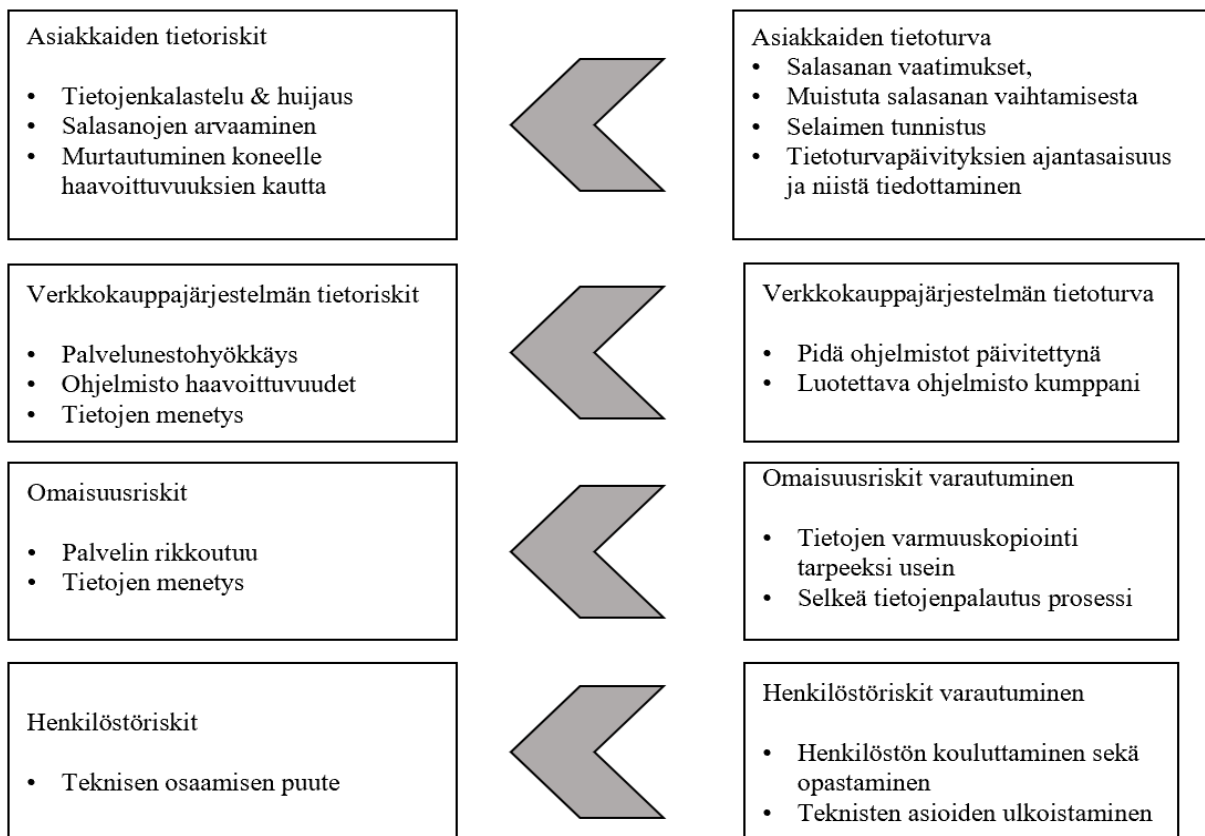 Asiakkaiden tietoriskit
• Tietojenkalastelu & huijaus
• Salasanojen arvaaminen
• Murtautuminen koneelle
haavoittuvuuksien kautta
Asiakkaiden tietoturva
• Salasanan vaatimukset,
• Muistuta salasanan vaihtamisesta
• Selaimen tunnistus
• Tietoturvapäivityksien ajantasaisuus
ja niistä tiedottaminen
Verkkokauppajärjestelmän tietoriskit
• Palvelunestohyökkäys
• Ohjelmisto haavoittuvuudet
• Tietojen menetys
Verkkokauppajärjestelmän tietoturva
• Pidä ohjelmistot päivitettynä
• Luotettava ohjelmisto kumppani
Omaisuusriskit
• Palvelin rikkoutuu
• Tietojen menetys
Omaisuusriskit varautuminen
• Tietojen varmuuskopiointi
tarpeeksi usein
• Selkeä tietojenpalautus prosessi
Henkilöstöriskit
• Teknisen osaamisen puute
Henkilöstöriskit varautuminen
• Henkilöstön kouluttaminen sekä
opastaminen
• Teknisten asioiden ulkoistaminen